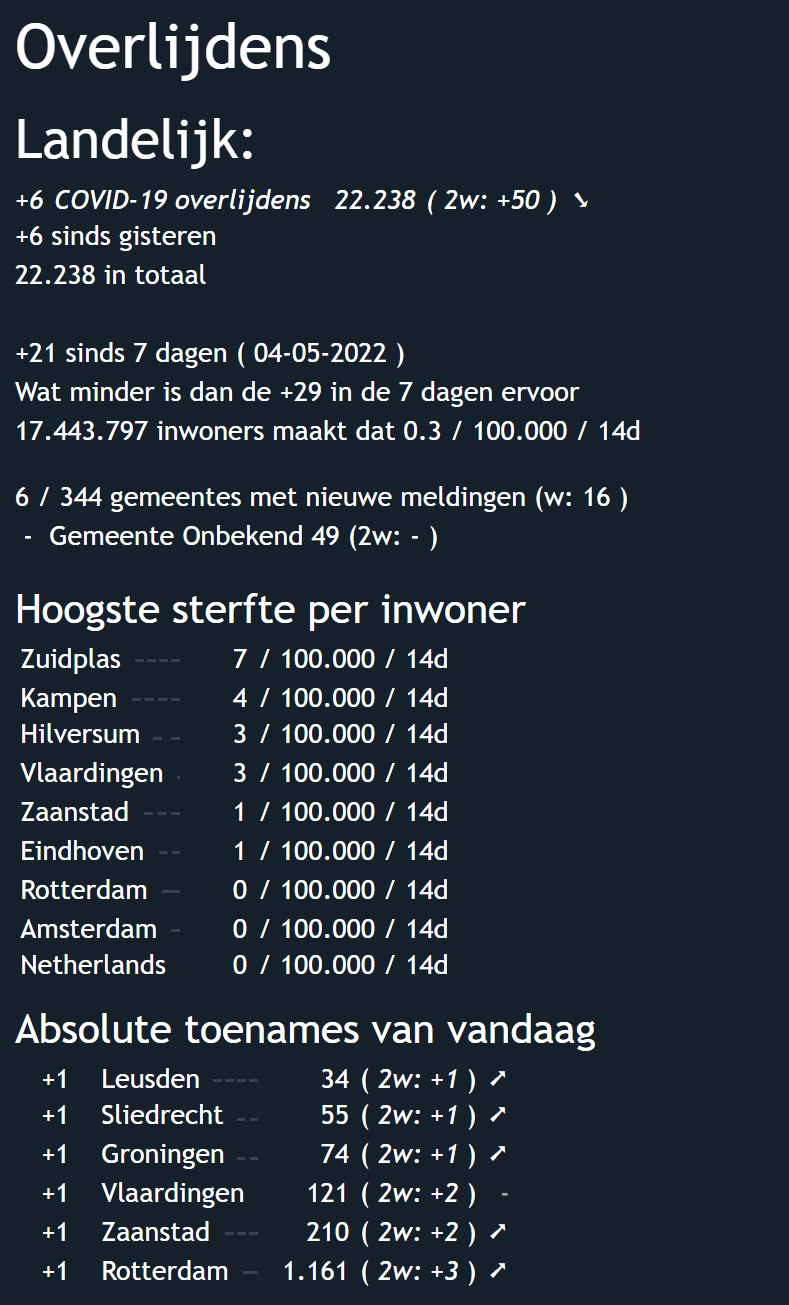 Overlijdens
Landelijk:
+6 COVID-19 overlijdens 22.238 ( 2w: +50 ) ➘
+6 sinds gisteren
22.238 in totaal
+21 sinds 7 dagen ( 04-05-2022 )
Wat minder is dan de +29 in de 7 dagen ervoor
17.443.797 inwoners maakt dat 0.3 / 100.000 / 14d
6 / 344 gemeentes met nieuwe meldingen (w: 16 )
- Gemeente Onbekend 49 (2w: - )
Hoogste sterfte per inwoner
Zuidplas ---- 7 / 100.000 / 14d
Kampen ---- 4 / 100.000 / 14d
Hilversum -- 3 / 100.000 / 14d
Vlaardingen . 3 / 100.000 / 14d
Zaanstad --- 1 / 100.000 / 14d
Eindhoven -- 1 / 100.000 / 14d
Rotterdam — 0 / 100.000 / 14d
Amsterdam - 0 / 100.000 / 14d
Netherlands 0 / 100.000 / 14d
Absolute toenames van vandaag
+1 Leusden ---- 34 ( 2w: +1 ) ➚
+1 Sliedrecht -- 55 ( 2w: +1 ) ➚
+1 Groningen -- 74 ( 2w: +1 ) ➚
+1 Vlaardingen 121 ( 2w: +2 ) -
+1 Zaanstad --- 210 ( 2w: +2 ) ➚
+1 Rotterdam — 1.161 ( 2w: +3 ) ➚